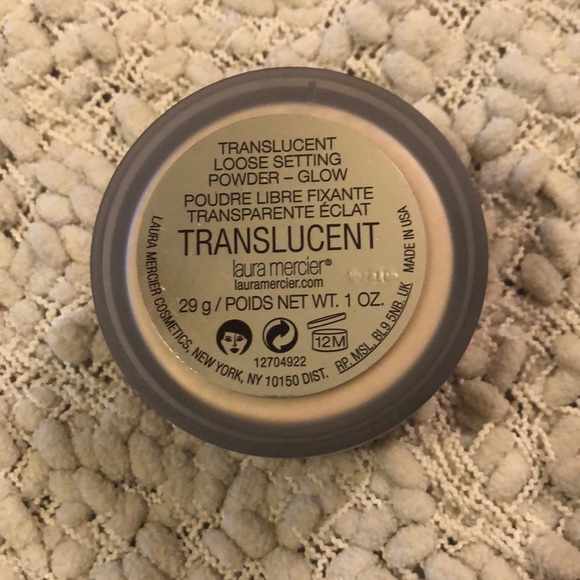 TRANSLUCENT
LOOSE SETTING
POWDER – GLOW
POUDRE LIBRE FIXANTE
TRANSPARENTE ÉCLAT
TRANSLUCENT
laura mercier®
lauramercier.com
29 g / POIDS NET WT. 1 OZ.
12M
12704922
LAURA MERCIER COSMETICS, NEW YORK, NY 10150 DIST. RP, MSL, BL9 5NB, UK MADE IN USA